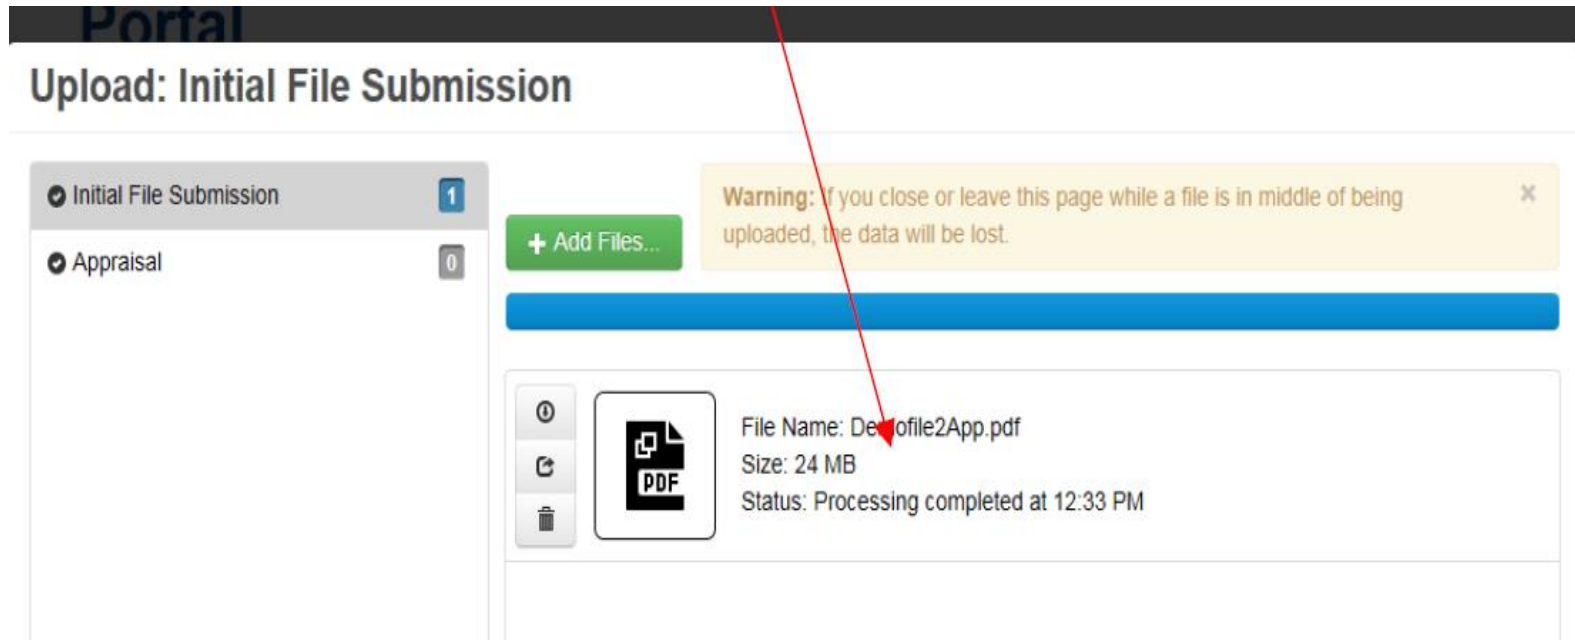 Portal
Upload: Initial File Submission
Initial File Submission 1
Appraisal 0
+ Add Files...
Warning: If you close or leave this page while a file is in middle of being
uploaded, the data will be lost.
×
PDF
File Name: Demofile2App.pdf
Size: 24 MB
Status: Processing completed at 12:33 PM